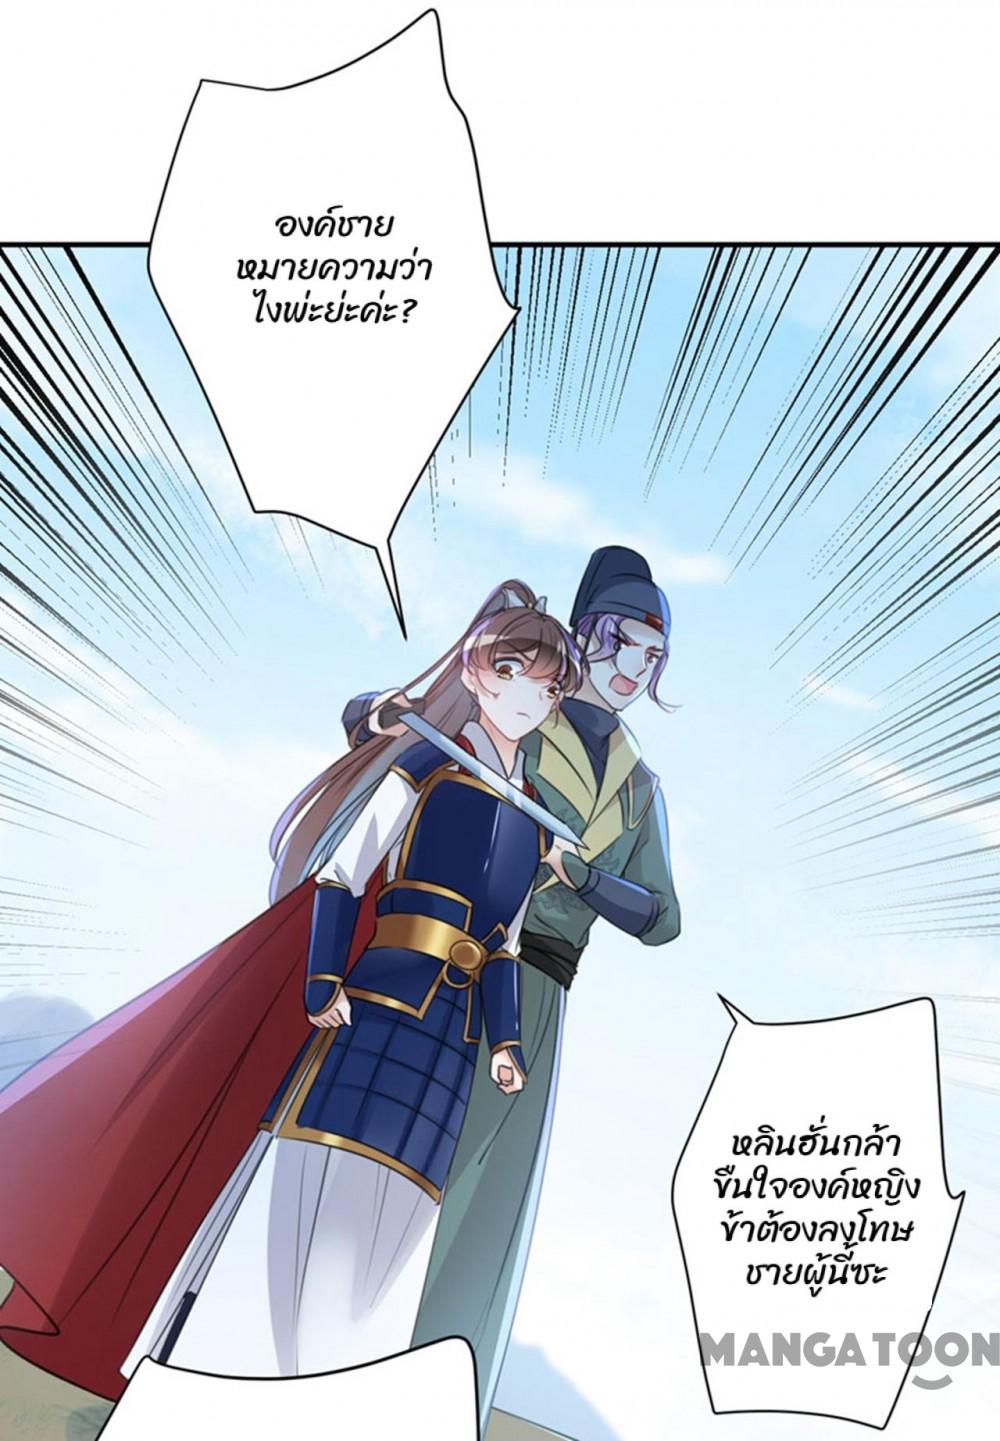 องค์ชาย
หมายความว่า
ไงพ่ะย่ะค่ะ?
หลินฮั่นกล้า
ขืนใจองค์หญิง
ข้าต้องลงโทษ
ชายผู้นี้ซะ
MANGATOON